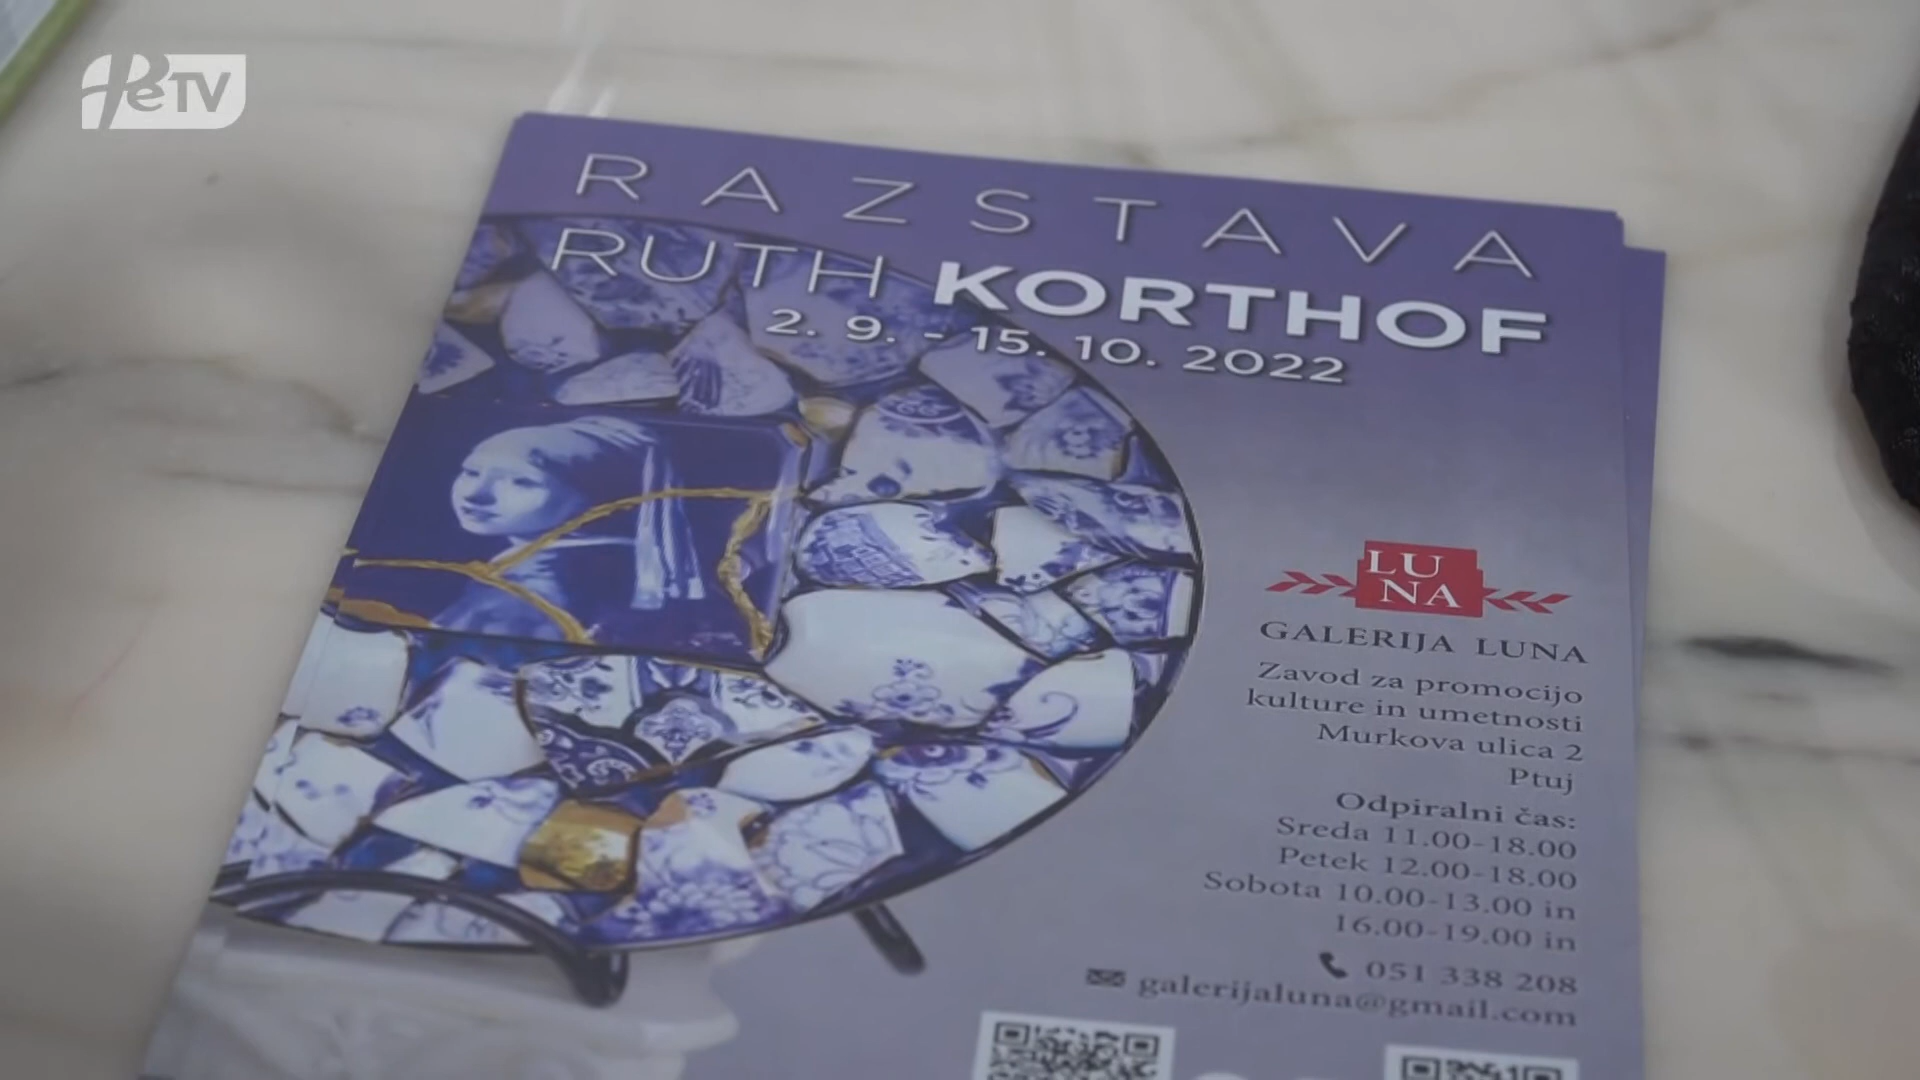 PeTV
RAZSTAVA
RUTH KORTHOF
2. 9. - 15. 10. 2022
LU
NA
GALERIJA LUNA
Zavod za promocijo
kulture in umetnosti
Murkova ulica 2
Ptuj
Odpiralni čas:
Sreda 11.00-18.00
Petek 12.00-18.00
Sobota 10.00-13.00 in
16.00-19.00 in
051 338 208
galerijaluna@gmail.com